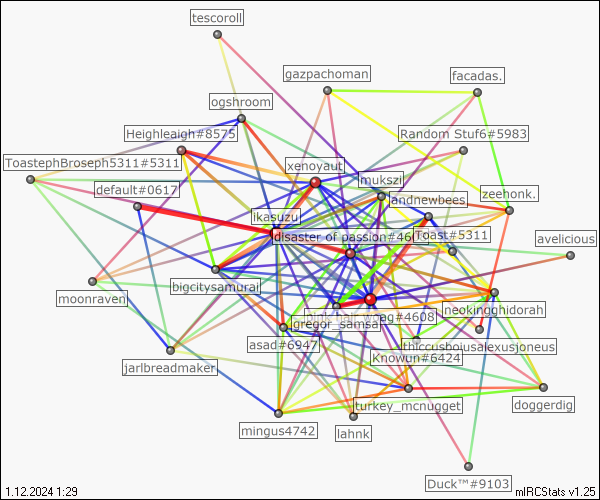 tescoroll
gazpachoman
facadas.
ogshroom
Heighleaigh#8575
Random Stuf6#5983
ToastephBroseph5311#5311
xenoyaut
mukszi
default#0617
zeehonk.
landnewbees
ikasuzu
disaster of passion#46
Toast#5311
avelicious
bigcitysamurai
moonraven
neokingghidorah
#4608
gregor_samsa
asad#6947
thiccusbojusalexusjoneus
Knowun#6424
jarlbreadmaker
turkey_mcnugget
doggerdig
mingus4742
lahnk
Duck™#9103
1.12.2024 1:29
mIRCStats v1.25